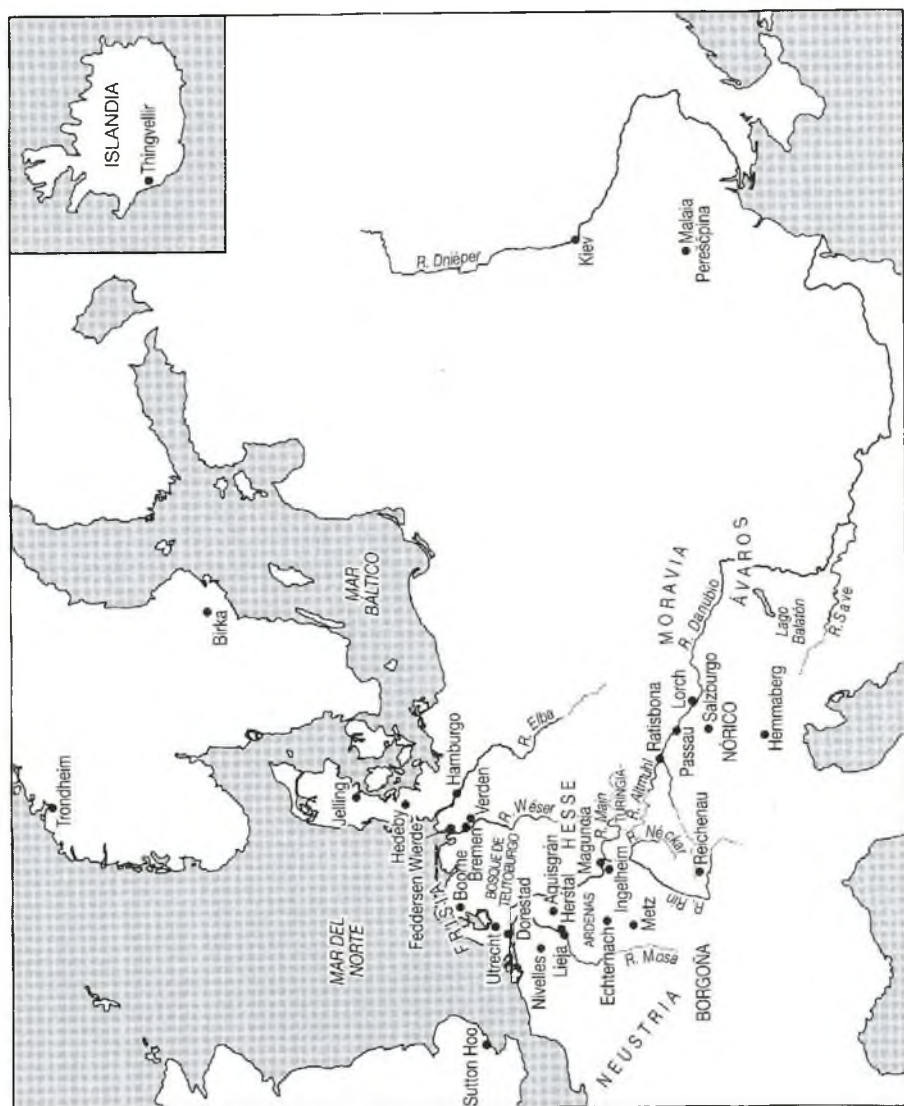 ISLANDIA
Thingvellir
Trondheim
Birka
MAR DEL
NORTE
MAR
BÁLTICO
Jelling
Hedeby
Hamburgo
Feddersen Wierde
Verden
Bremen
FRISIA
Boorne
R. Elba
R. Wéser
BOSQUE DE
TEUTOBURGO
Utrecht
Dorestad
Sutton Hoo
Nivelles
Aquisgrán
Herstal
Lieja
HESSE
ARDENAS
Magundia
Ingelheim
R. Main
TURINGIA
Echternach
Metz
R. Mosa
R. Rin
R. Néckar
R. Altmühl
Reichenau
NEUSTRIA
BORGOÑA
Ratisbona
Passau
Lorch
Salzburgo
NÓRICO
Hemmaberg
MORAVIA
R. Danubio
ÁVAROS
Lago
Balatón
R. Save
R. Dniéper
Kiev
Malaia
Pereščpina